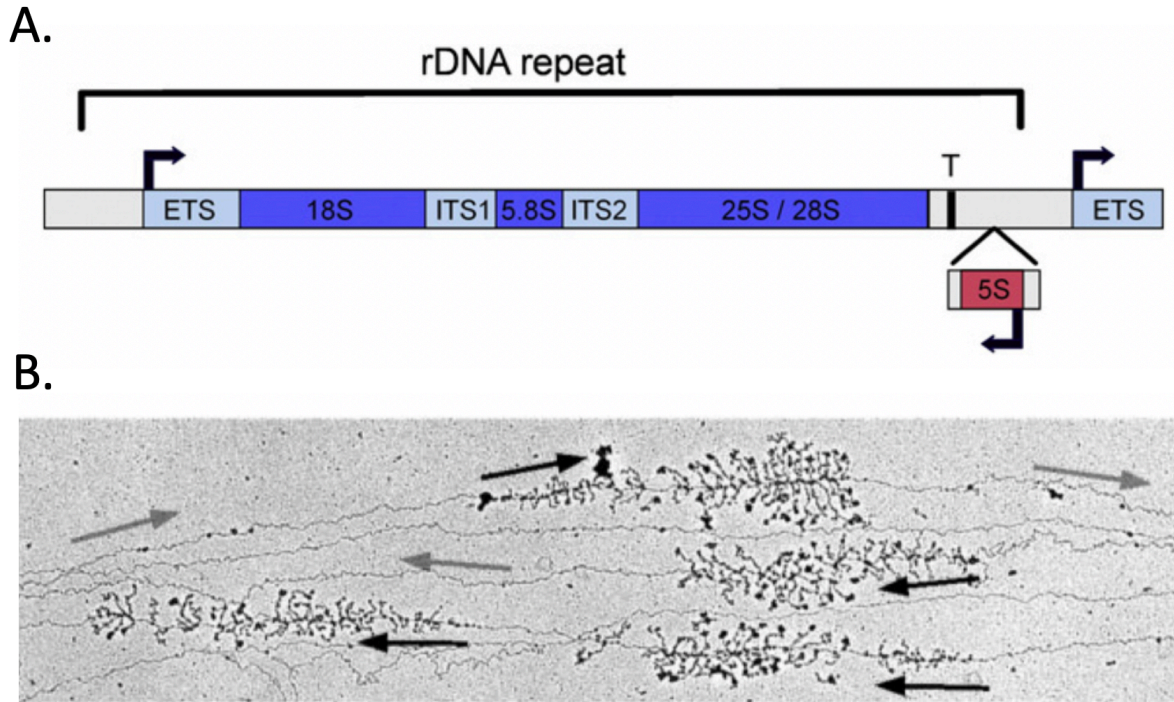 A.
rDNA repeat
T
ETS 18S ITS1 5.8S ITS2 25S / 28S ETS
5S
B.